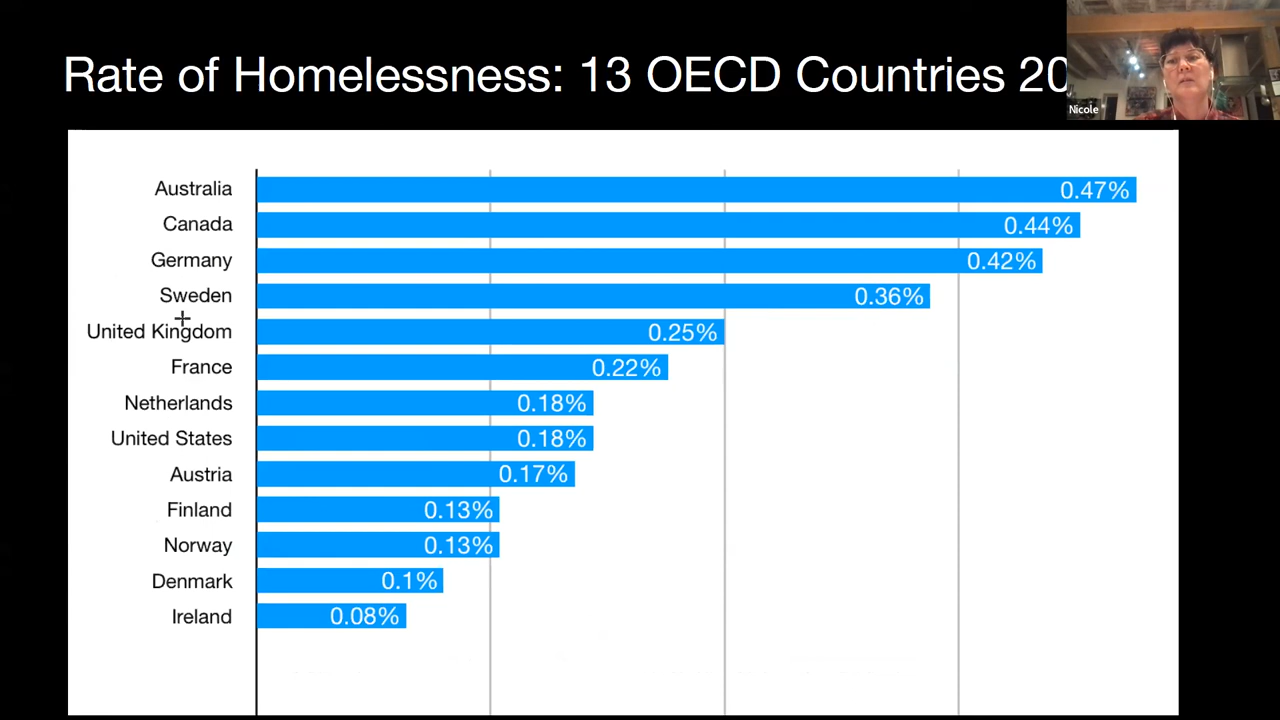 Rate of Homelessness: 13 OECD Countries 20
Nicole
Australia 0.47%
Canada 0.44%
Germany 0.42%
Sweden 0.36%
United Kingdom 0.25%
France 0.22%
Netherlands 0.18%
United States 0.18%
Austria 0.17%
Finland 0.13%
Norway 0.13%
Denmark 0.1%
Ireland 0.08%